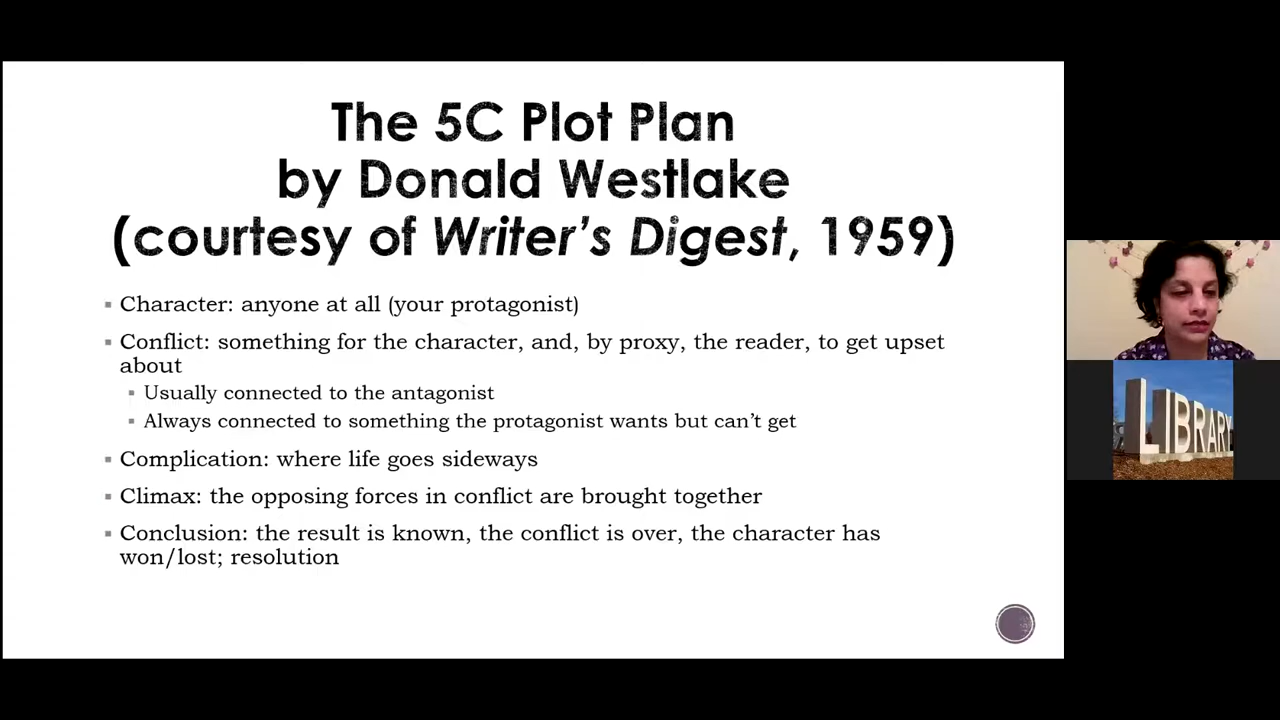 The 5C Plot Plan
by Donald Westlake
(courtesy of Writer’s Digest, 1959)
Character: anyone at all (your protagonist)
Conflict: something for the character, and, by proxy, the reader, to get upset
about
Usually connected to the antagonist
Always connected to something the protagonist wants but can’t get
Complication: where life goes sideways
Climax: the opposing forces in conflict are brought together
Conclusion: the result is known, the conflict is over, the character has
won/lost; resolution
LIBRARY